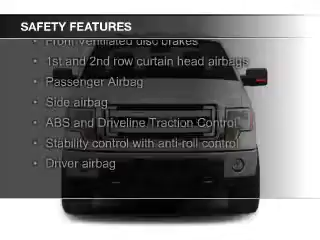 SAFETY FEATURES
• Front Ventilated disc brakes
• 1st and 2nd row curtain head airbags
• Passenger Airbag
• Side airbag
• ABS and Driveline Traction Control
• Stability control with anti-roll control
• Driver airbag